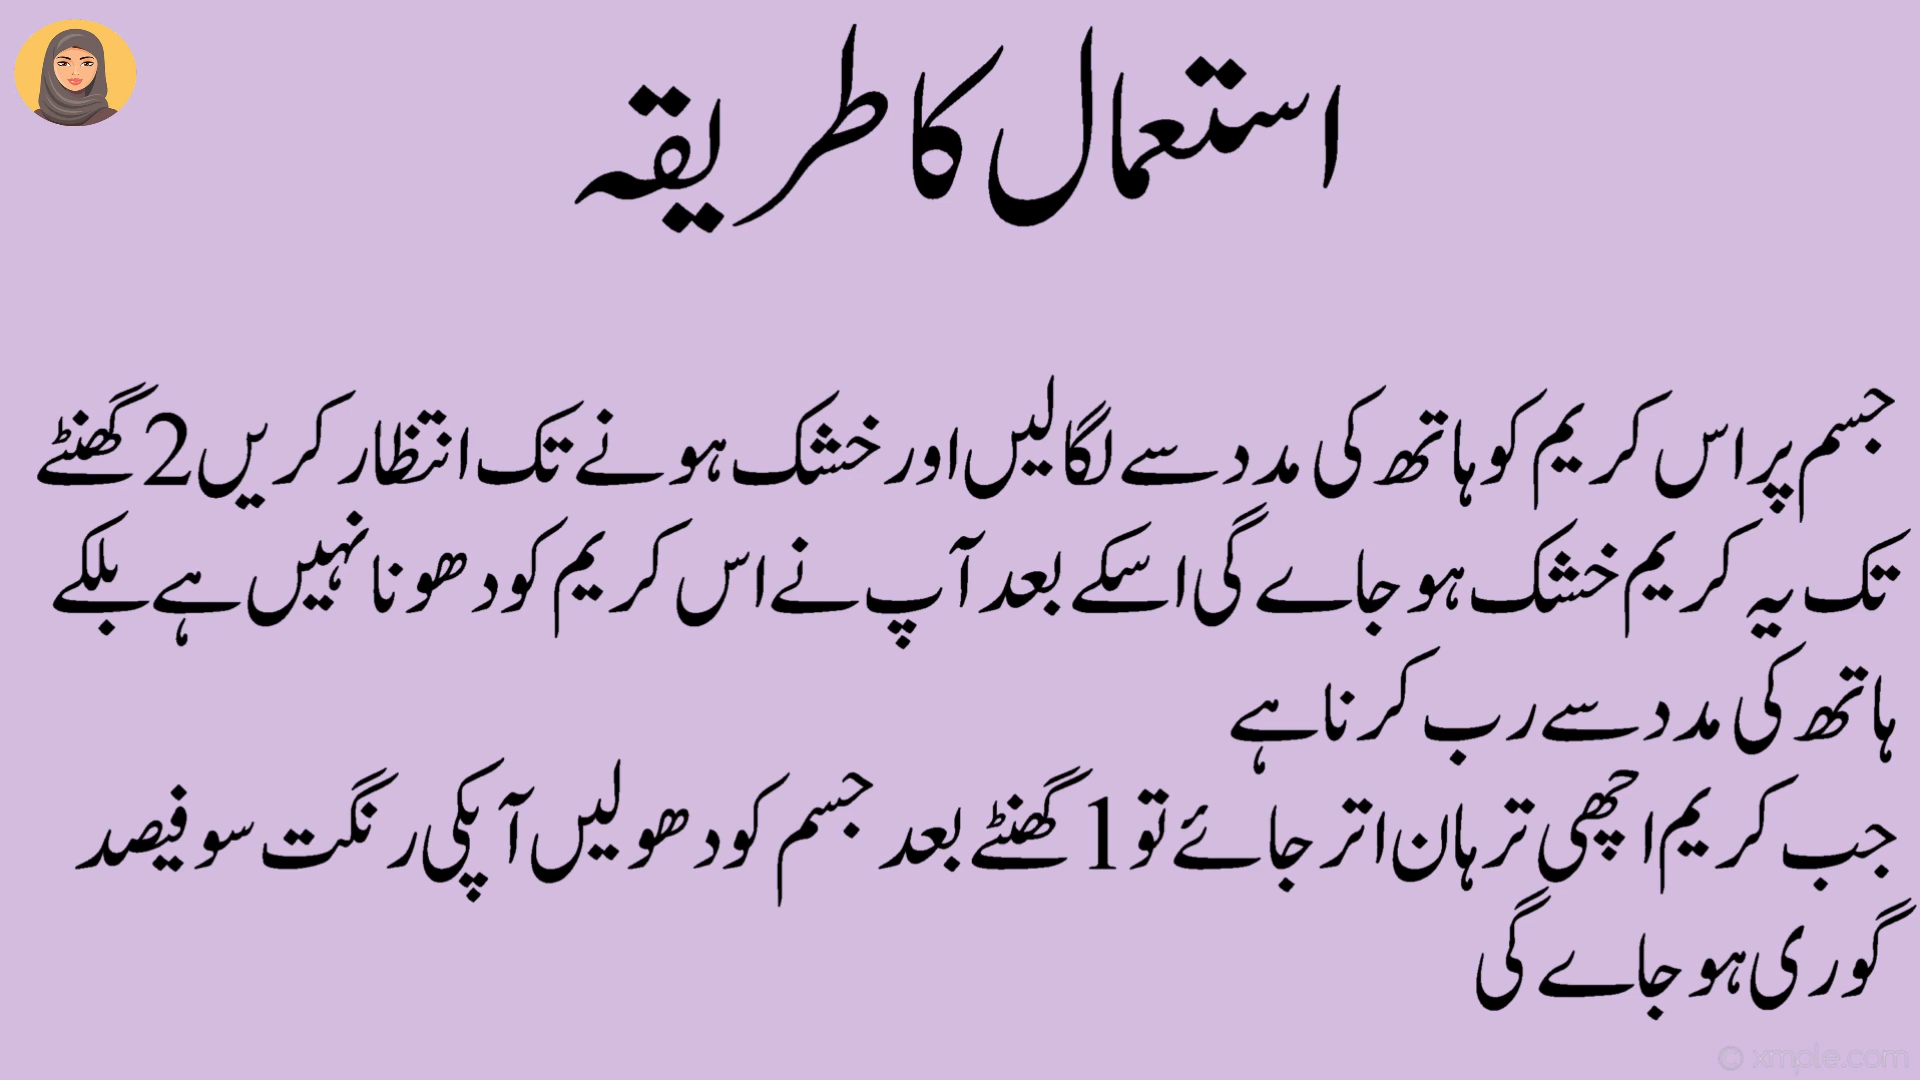 استعمال کا طریقہ
جسم پر اس کریم کو ہاتھ کی مدد سے لگا لیں اور خشک ہونے تک انتظار کریں 2 گھنٹے
تک یہ کریم خشک ہو جاے گی اسکے بعد آپ نے اس کریم کو دھونا نہیں ہے بلکے
ہاتھ کی مدد سے رب کرنا ہے
جب کریم اچھی ترہان اتر جائے تو 1 گھنٹے بعد جسم کو دھو لیں آپکی رنگت سو فیصد
گوری ہو جاے گی
© xmple.com